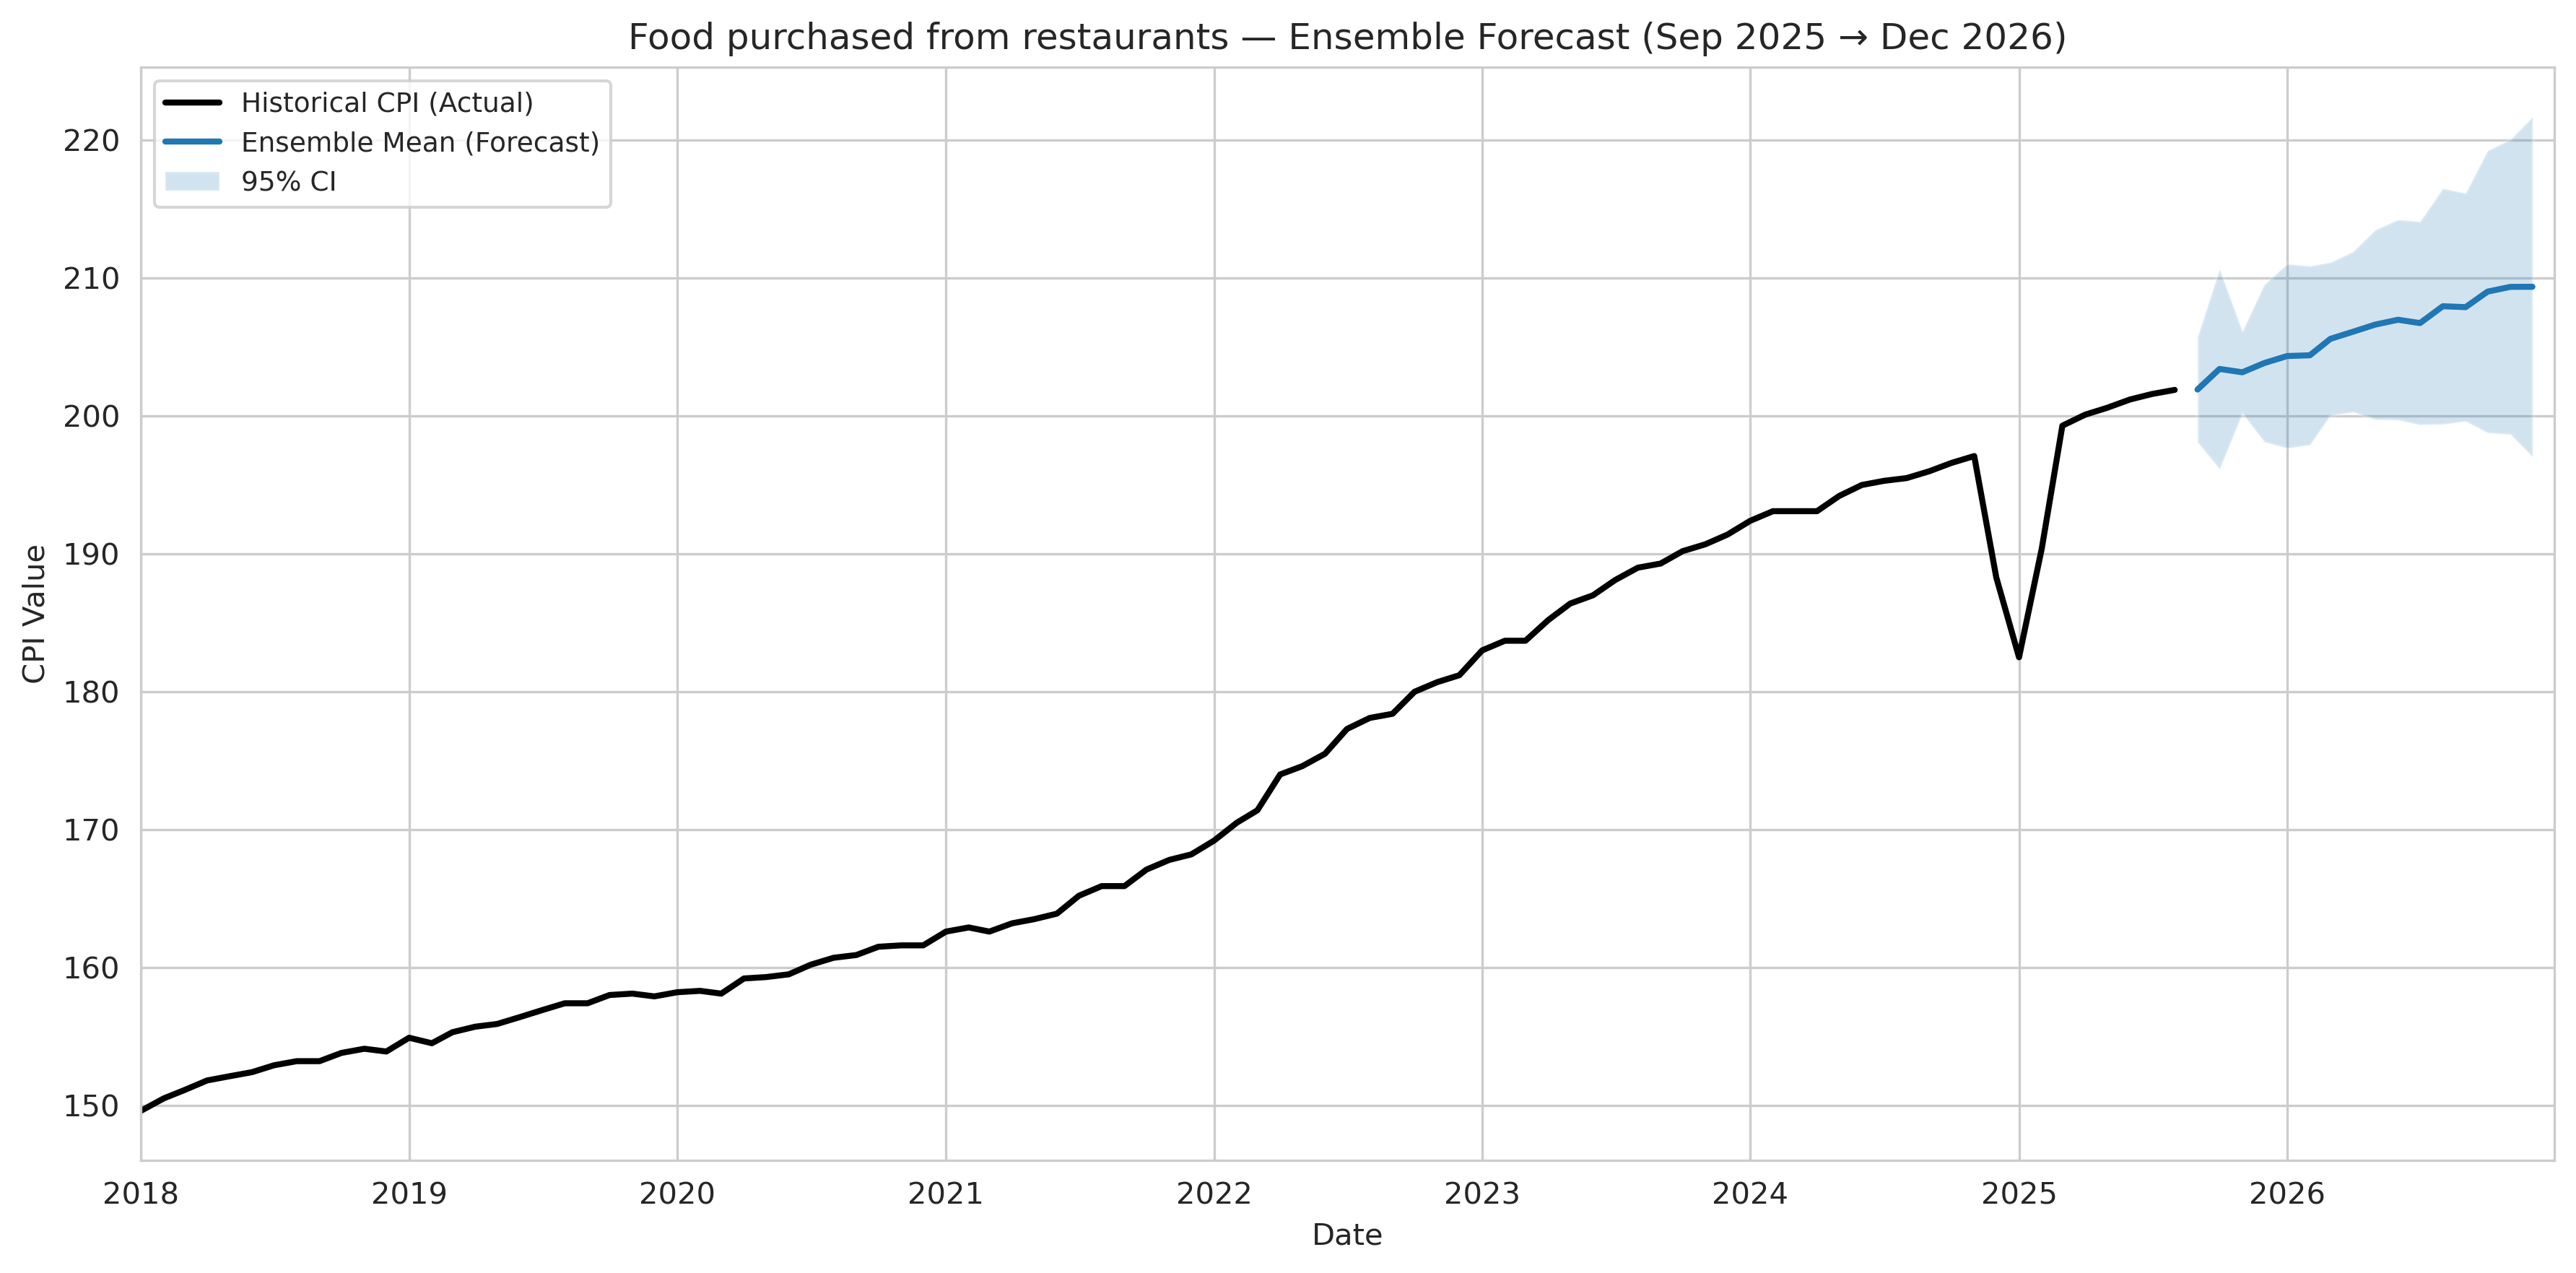 Food purchased from restaurants — Ensemble Forecast (Sep 2025 → Dec 2026)
Historical CPI (Actual)
Ensemble Mean (Forecast)
95% CI
220
210
200
190
180
170
160
150
CPI Value
2018 2019 2020 2021 2022 2023 2024 2025 2026
Date